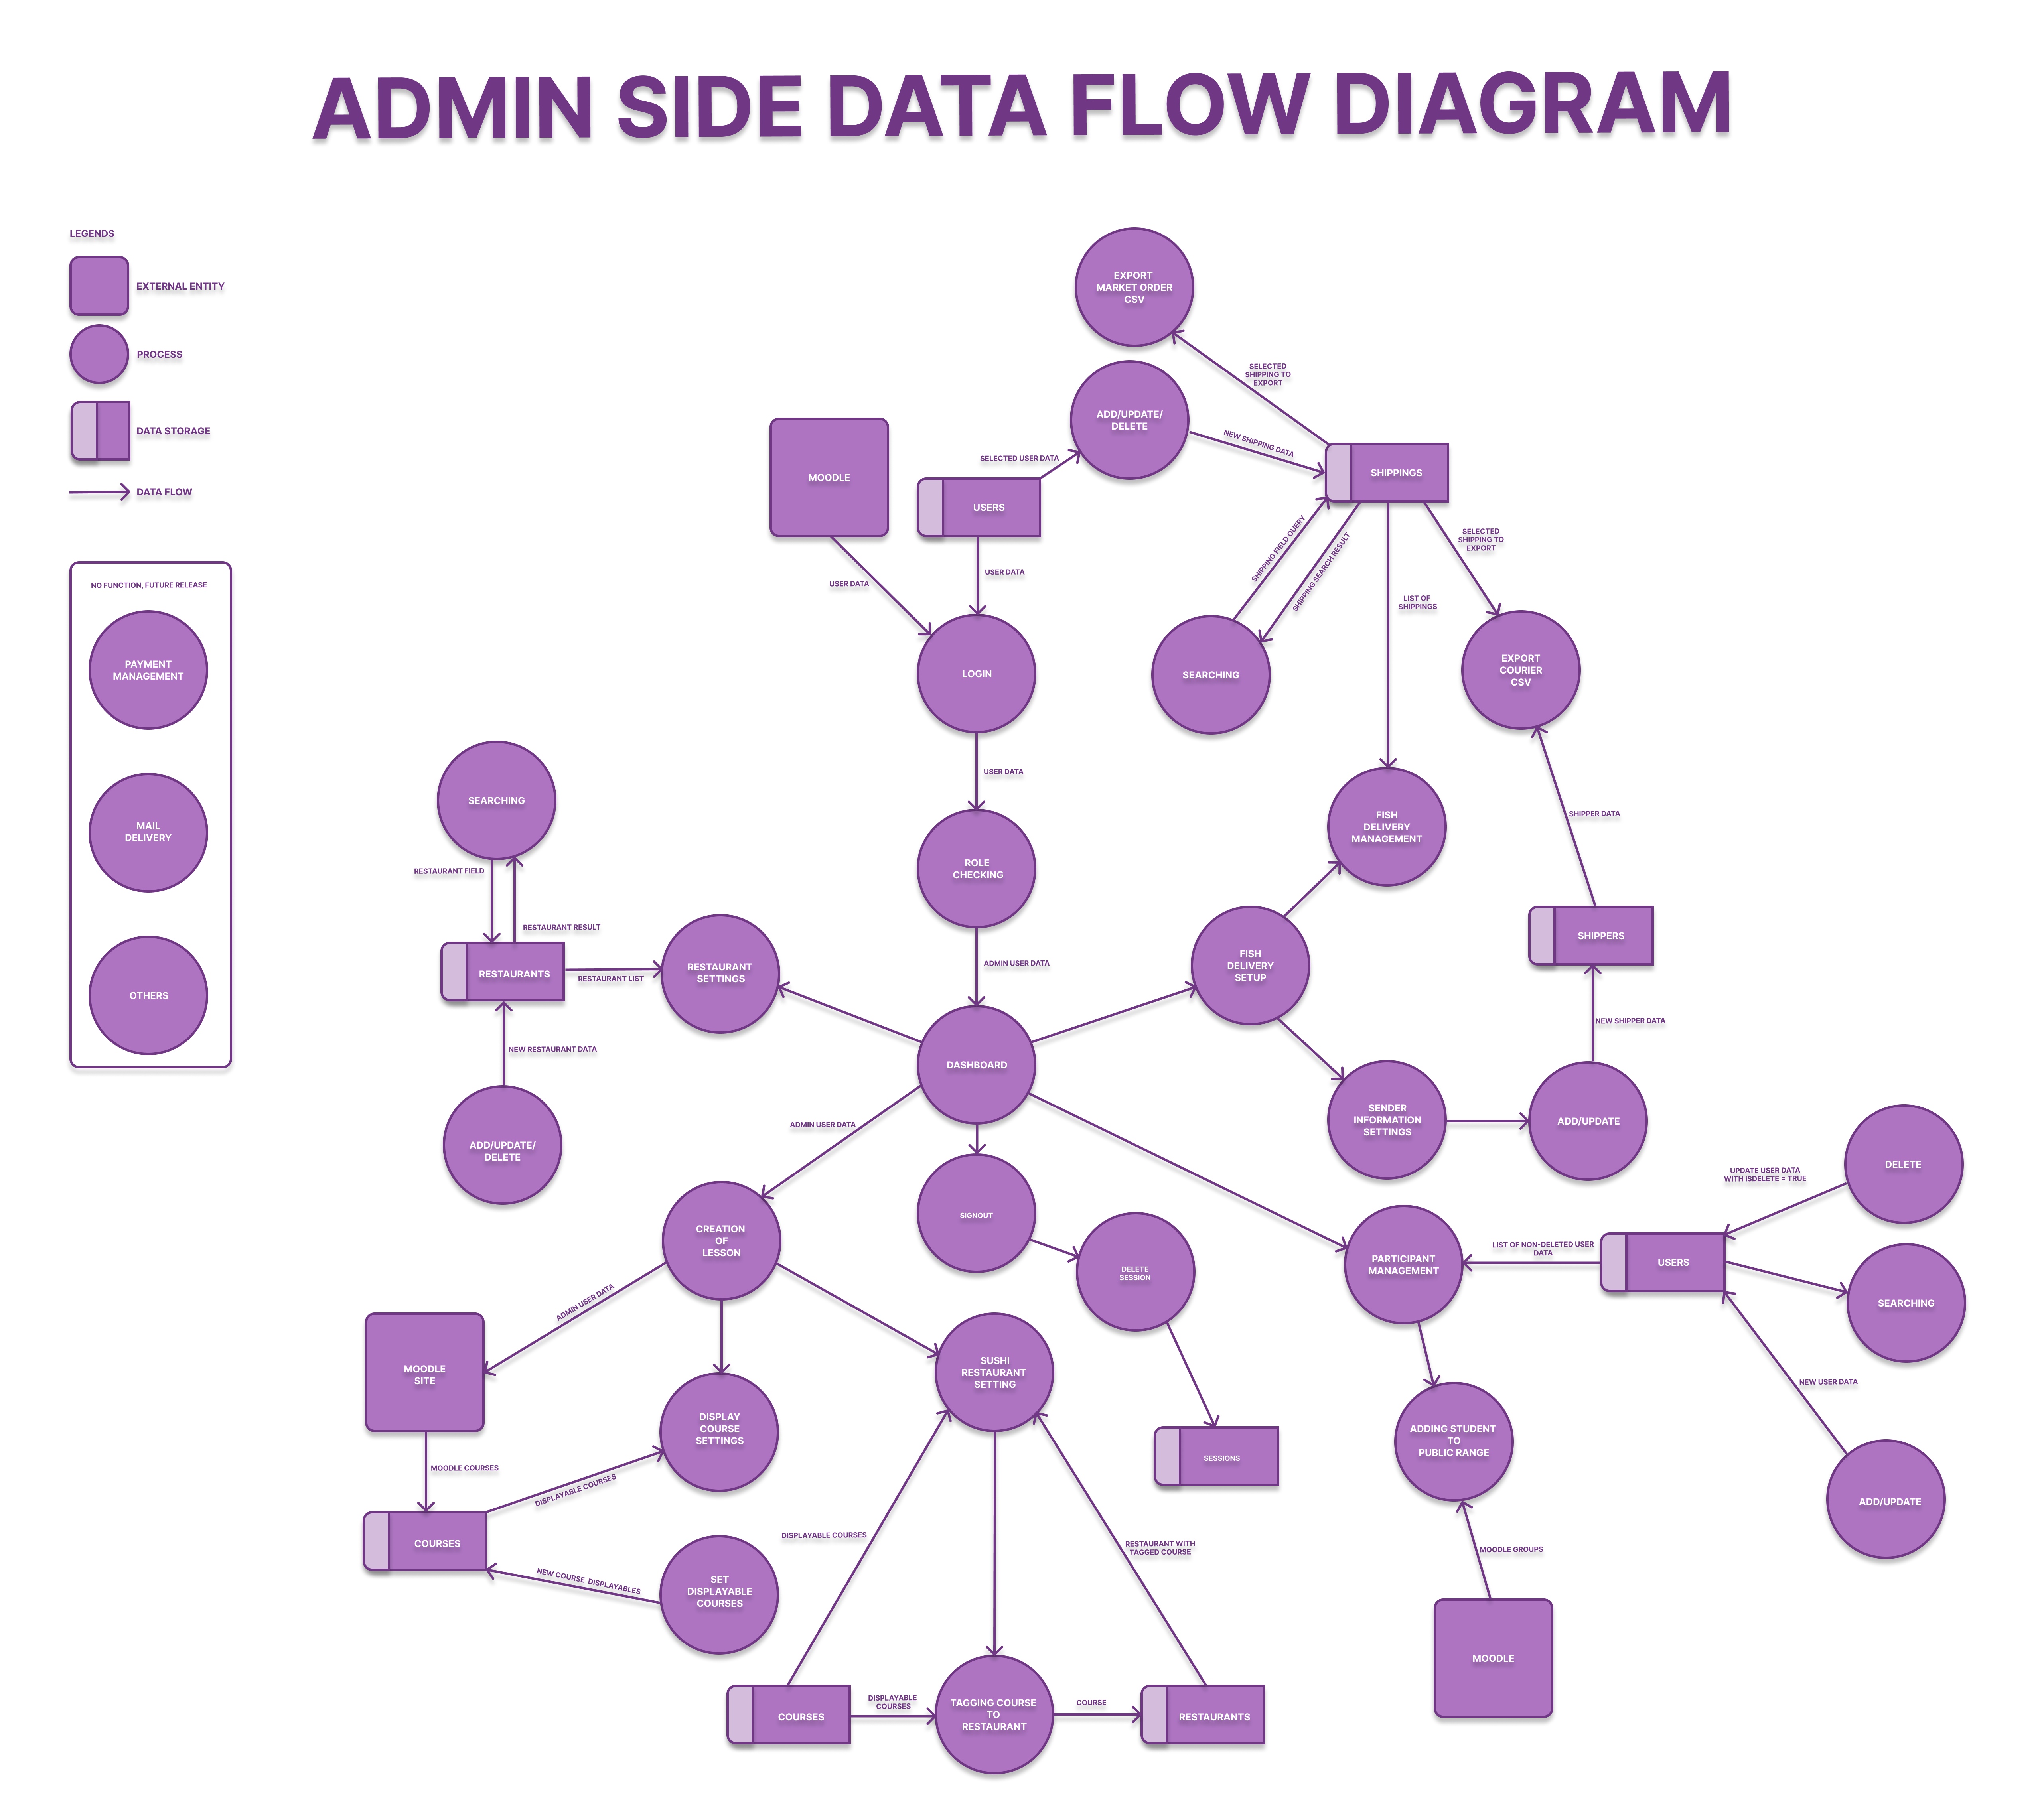 ADMIN SIDE DATA FLOW DIAGRAM
LEGENDS
EXTERNAL ENTITY
PROCESS
DATA STORAGE
DATA FLOW
NO FUNCTION, FUTURE RELEASE
PAYMENT
MANAGEMENT
MAIL
DELIVERY
OTHERS
EXPORT
MARKET ORDER
CSV
SELECTED
SHIPPING TO
EXPORT
ADD/UPDATE/
DELETE
NEW SHIPPING DATA
SHIPPINGS
MOODLE
SELECTED USER DATA
USERS
USER DATA
USER DATA
SHIPPING FIELD QUERY
SHIPPING SEARCH RESULT
SELECTED
SHIPPING TO
EXPORT
LIST OF
SHIPPINGS
LOGIN
SEARCHING
EXPORT
COURIER
CSV
USER DATA
SEARCHING
RESTAURANT FIELD
RESTAURANT RESULT
RESTAURANTS
RESTAURANT LIST
RESTAURANT
SETTINGS
NEW RESTAURANT DATA
ADD/UPDATE/
DELETE
ROLE
CHECKING
ADMIN USER DATA
DASHBOARD
FISH
DELIVERY
MANAGEMENT
SHIPPER DATA
FISH
DELIVERY
SETUP
SHIPPERS
NEW SHIPPER DATA
SENDER
INFORMATION
SETTINGS
ADD/UPDATE
ADMIN USER DATA
CREATION
OF
LESSON
SIGNOUT
DELETE
SESSION
SESSIONS
PARTICIPANT
MANAGEMENT
LIST OF NON-DELETED USER
DATA
USERS
UPDATE USER DATA
WITH ISDELETE = TRUE
DELETE
SEARCHING
NEW USER DATA
ADD/UPDATE
ADMIN USER DATA
MOODLE
SITE
MOODLE COURSES
COURSES
DISPLAYABLE COURSES
DISPLAY
COURSE
SETTINGS
NEW COURSE DISPLAYABLES
SET
DISPLAYABLE
COURSES
SUSHI
RESTAURANT
SETTING
DISPLAYABLE COURSES
RESTAURANT WITH
TAGGED COURSE
COURSES
DISPLAYABLE
COURSES
TAGGING COURSE
TO
RESTAURANT
COURSE
RESTAURANTS
ADDING STUDENT
TO
PUBLIC RANGE
MOODLE GROUPS
MOODLE